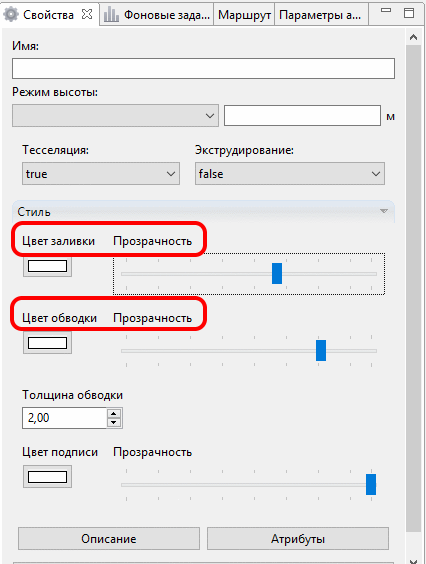 Свойства Фоновые зада... Маршрут Параметры а...
Имя:
Режим высоты:
м
Тесселяция: Экструдирование:
true false
Стиль
Цвет заливки Прозрачность
Цвет обводки Прозрачность
Толщина обводки
2,00
Цвет подписи Прозрачность
Описание Атрибуты